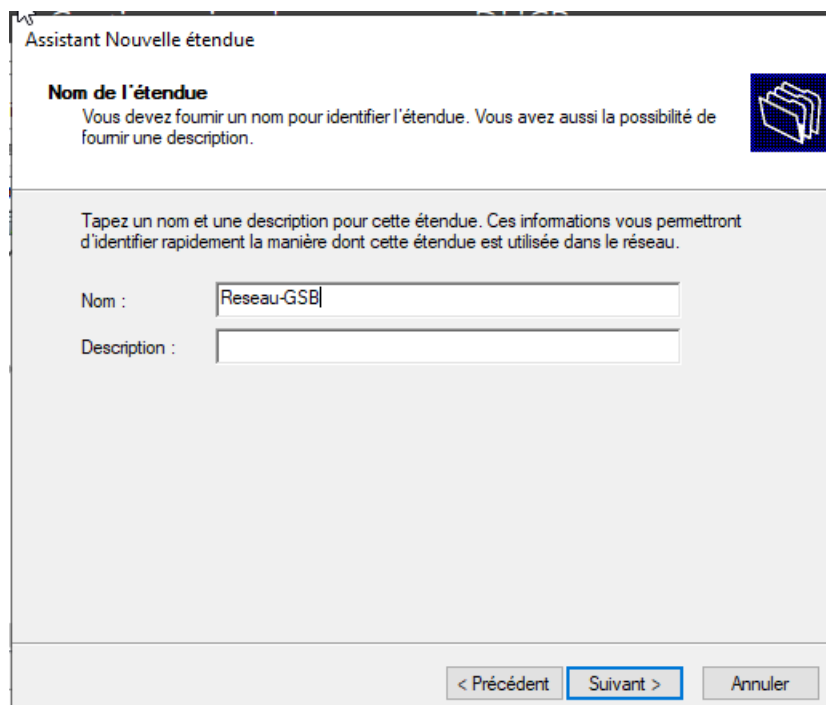 Assistant Nouvelle étendue
Nom de l'étendue
Vous devez fournir un nom pour identifier l'étendue. Vous avez aussi la possibilité de
fournir une description.
Tapez un nom et une description pour cette étendue. Ces informations vous permettront
d'identifier rapidement la manière dont cette étendue est utilisée dans le réseau.
Nom :
Reseau-GSB
Description :
< Précédent
Suivant >
Annuler